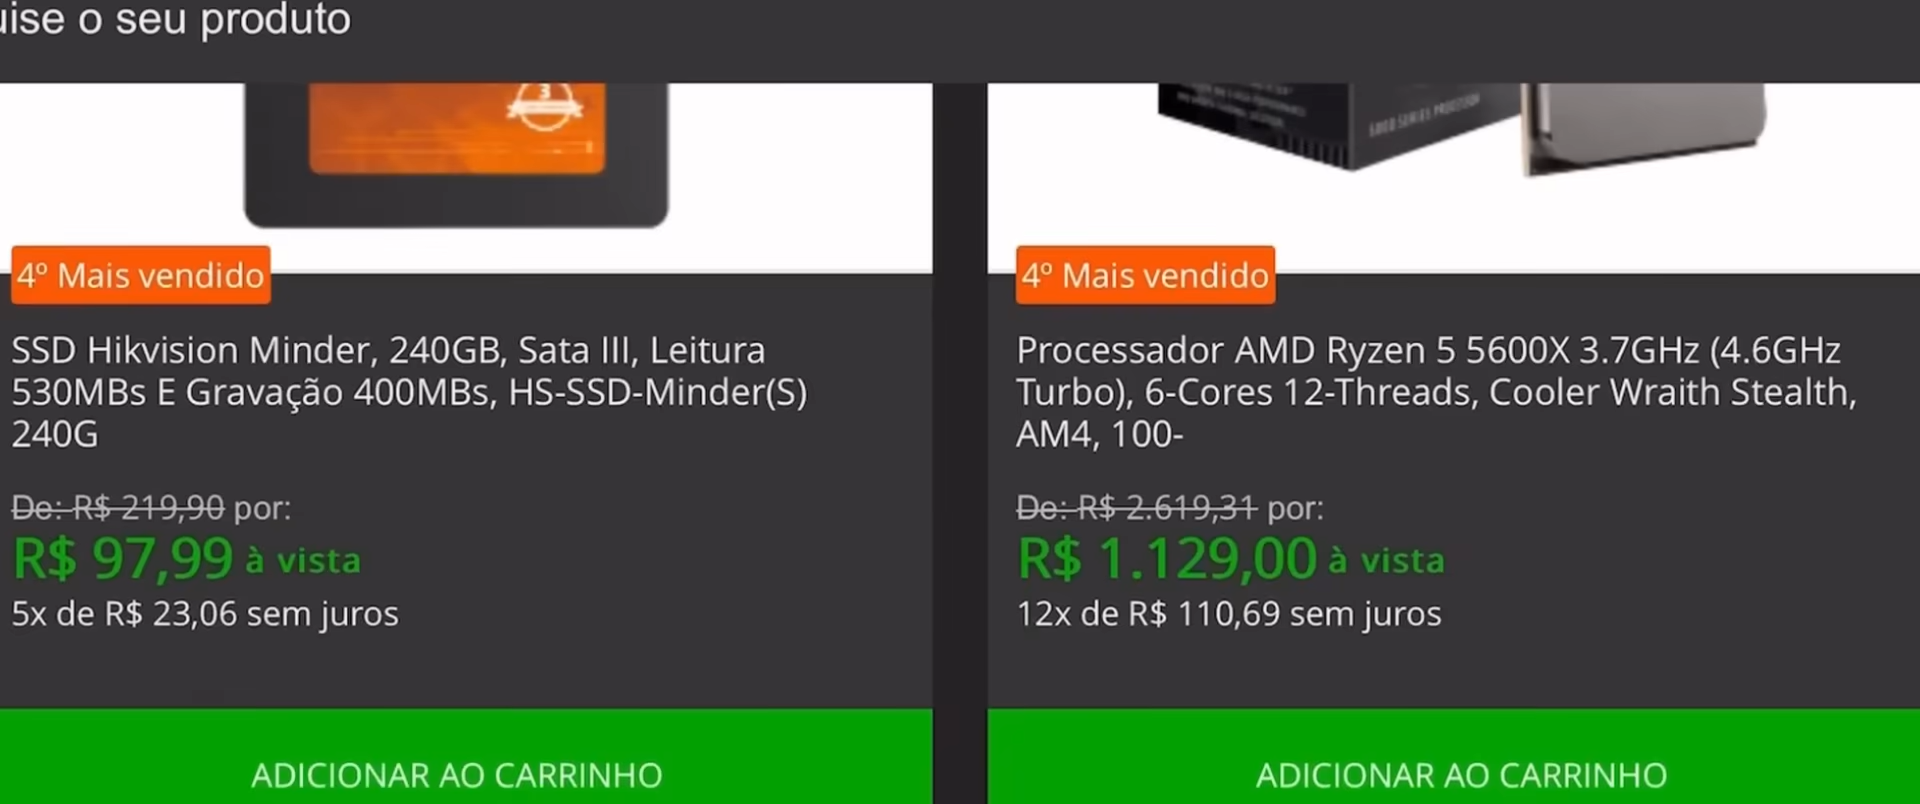 uise o seu produto
3
5000 SERIES PROCESSOR
4º Mais vendido
SSD Hikvision Minder, 240GB, Sata III, Leitura
530MBs E Gravação 400MBs, HS-SSD-Minder(S)
240G
De: R$ 219,90 por:
R$ 97,99 à vista
5x de R$ 23,06 sem juros
ADICIONAR AO CARRINHO
4º Mais vendido
Processador AMD Ryzen 5 5600X 3.7GHz (4.6GHz
Turbo), 6-Cores 12-Threads, Cooler Wraith Stealth,
AM4, 100-
De: R$ 2.619,31 por:
R$ 1.129,00 à vista
12x de R$ 110,69 sem juros
ADICIONAR AO CARRINHO